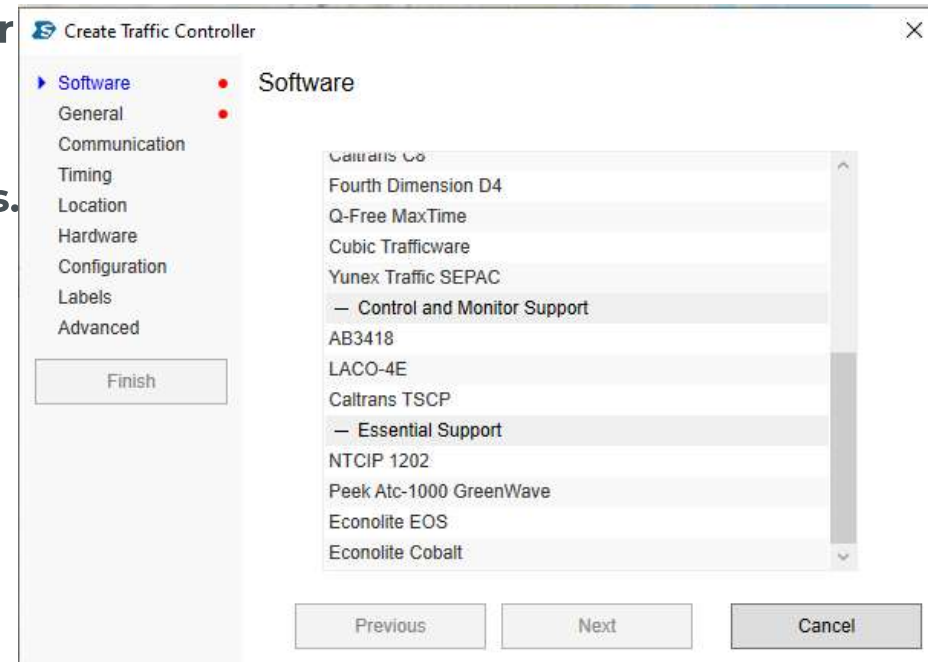 r
s.
Create Traffic Controller
Software
General
Communication
Timing
Location
Hardware
Configuration
Labels
Advanced
Finish
Software
Caltrans C8
Fourth Dimension D4
Q-Free MaxTime
Cubic Trafficware
Yunex Traffic SEPAC
— Control and Monitor Support
AB3418
LACO-4E
Caltrans TSCP
— Essential Support
NTCIP 1202
Peek Atc-1000 GreenWave
Econolite EOS
Econolite Cobalt
Previous
Next
Cancel